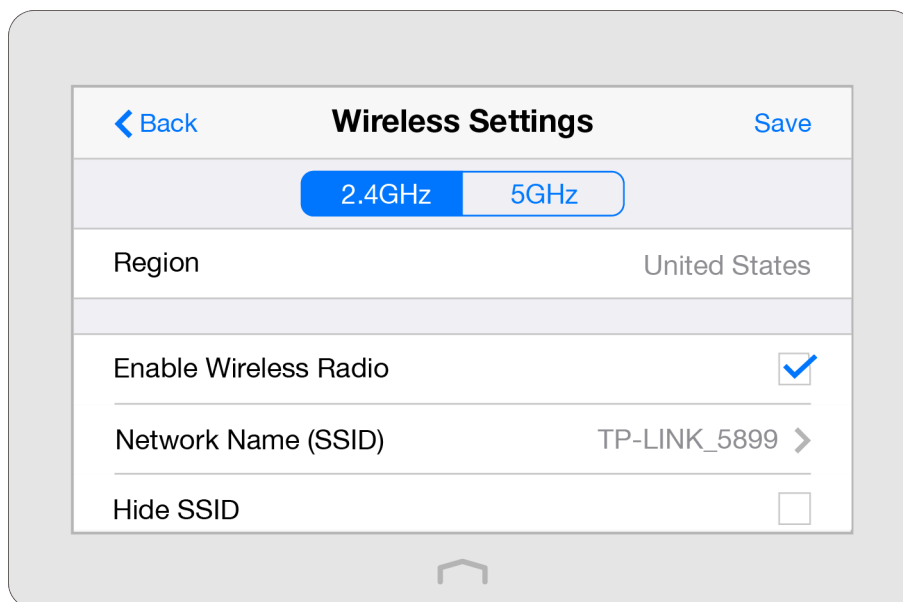 Back Wireless Settings Save
2.4GHz 5GHz
Region United States
Enable Wireless Radio
Network Name (SSID) TP-LINK_5899
Hide SSID